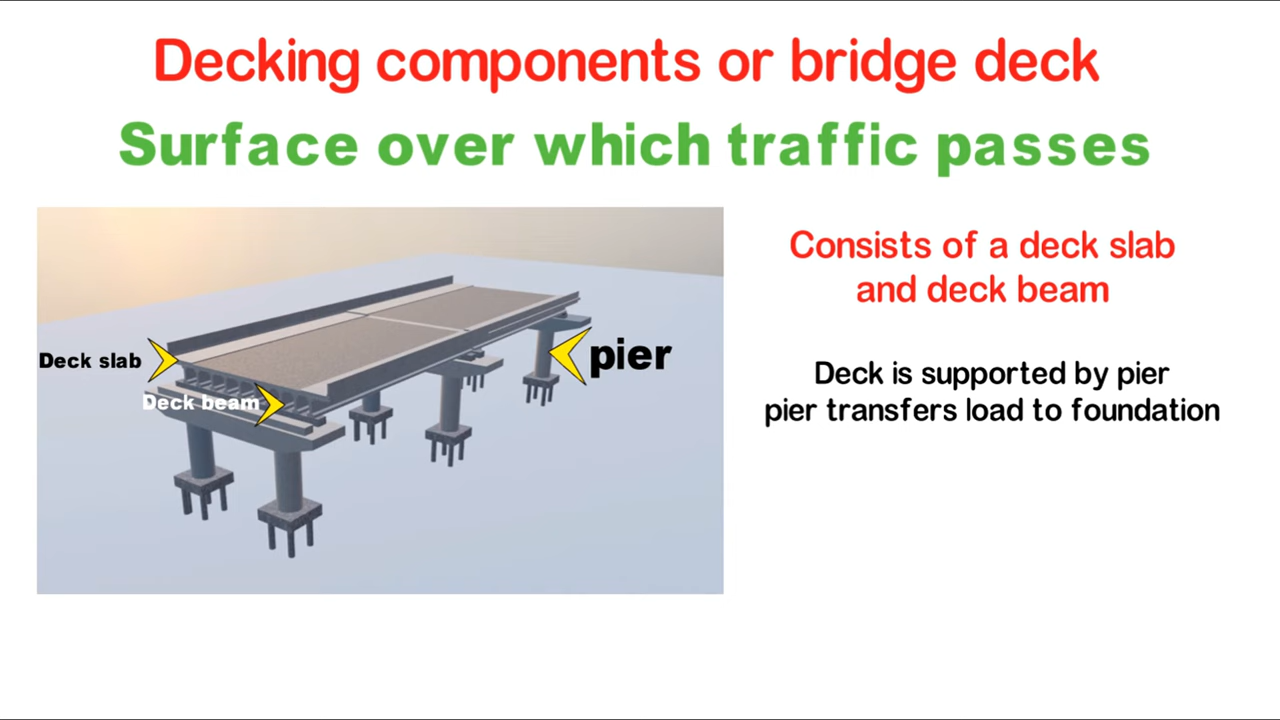 Decking components or bridge deck
Surface over which traffic passes
Consists of a deck slab
and deck beam
Deck slab
Deck beam
pier
Deck is supported by pier
pier transfers load to foundation